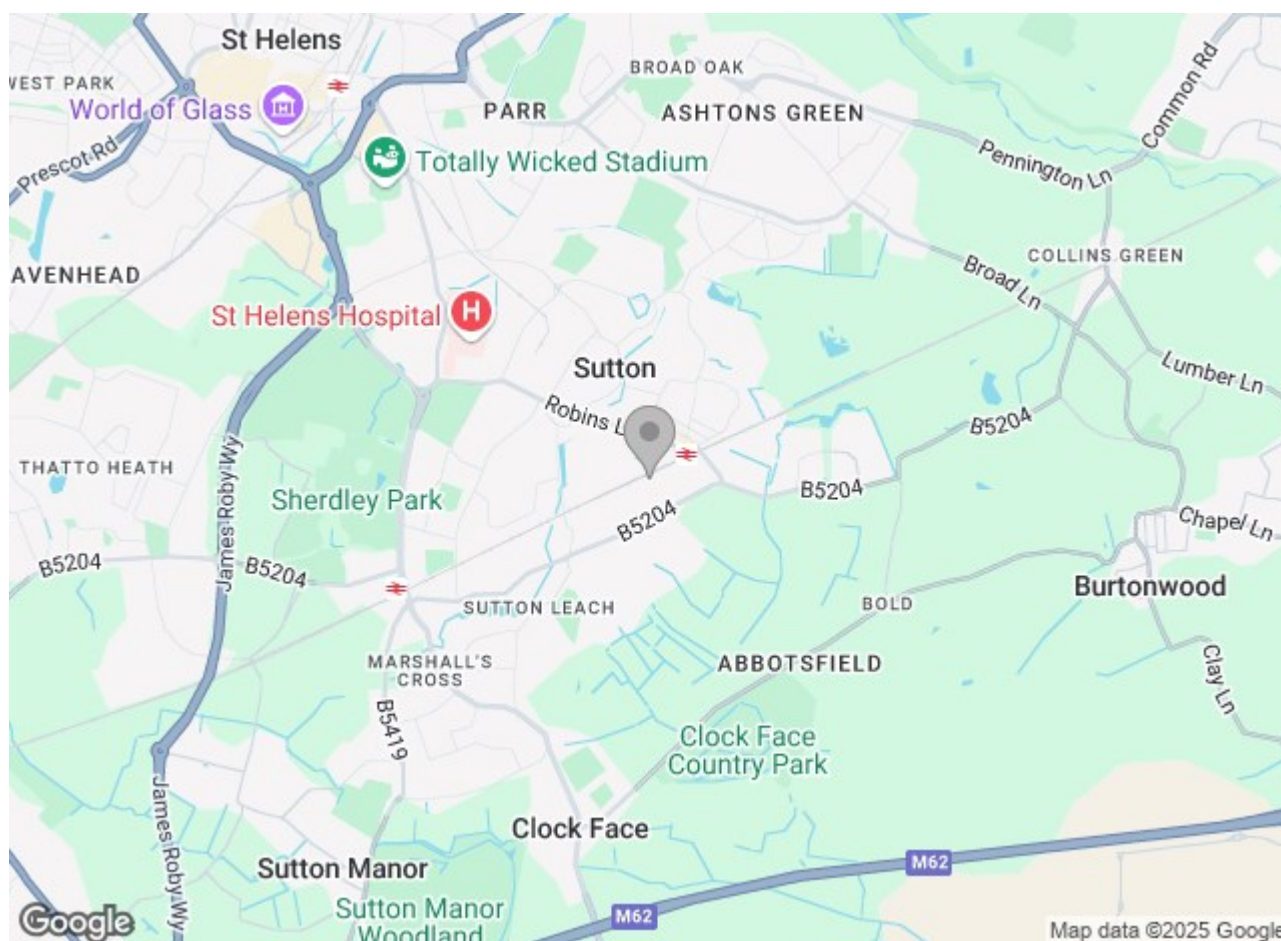 St Helens
WEST PARK
BROAD OAK
World of Glass
PARR
ASHTONS GREEN
Common Rd
Prescot Rd
Totally Wicked Stadium
Pennington Ln
COLLINS GREEN
AVENHEAD
Broad Ln
St Helens Hospital
H
Sutton
Lumber Ln
Robins L
B5204
James Roby Wy
THATTO HEATH
Sherdley Park
B5204
B5204
Chapel Ln
B5204
B5204
Burtonwood
SUTTON LEACH
BOLD
MARSHALL'S
CROSS
ABBOTSFIELD
Clay Ln
B5419
Clock Face
Country Park
James Roby Wy
Clock Face
M62
Sutton Manor
Sutton Manor
Woodland
M62
Google
Map data ©2025 Google